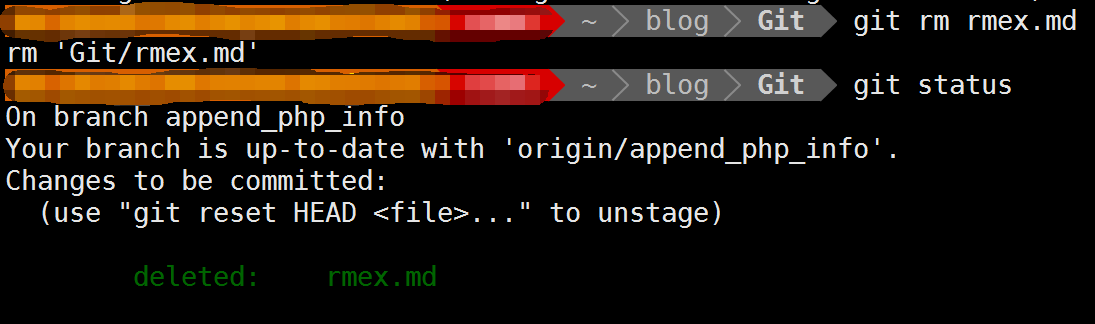 ~ blog Git git rm rmex.md
rm 'Git/rmex.md'
~ blog Git git status
On branch append_php_info
Your branch is up-to-date with 'origin/append_php_info'.
Changes to be committed:
(use "git reset HEAD <file>..." to unstage)
deleted: rmex.md